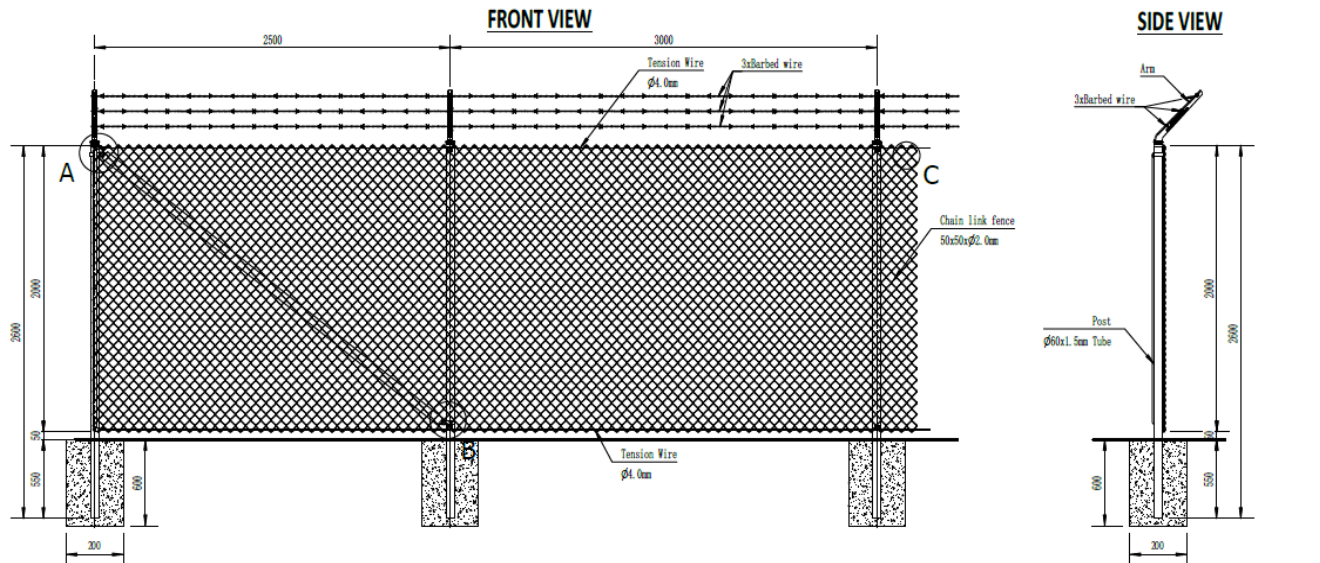 FRONT VIEW
SIDE VIEW
2500
3000
Tension Wire
Ø4.0mm
3xBarbed wire
Arm
3xBarbed wire
A
C
Chain link fence
50x50xØ2.0mm
2000
2600
2000
2600
Post
Ø60x1.5mm Tube
50
50
B
Tension Wire
Ø4.0mm
550
600
600
550
200
200